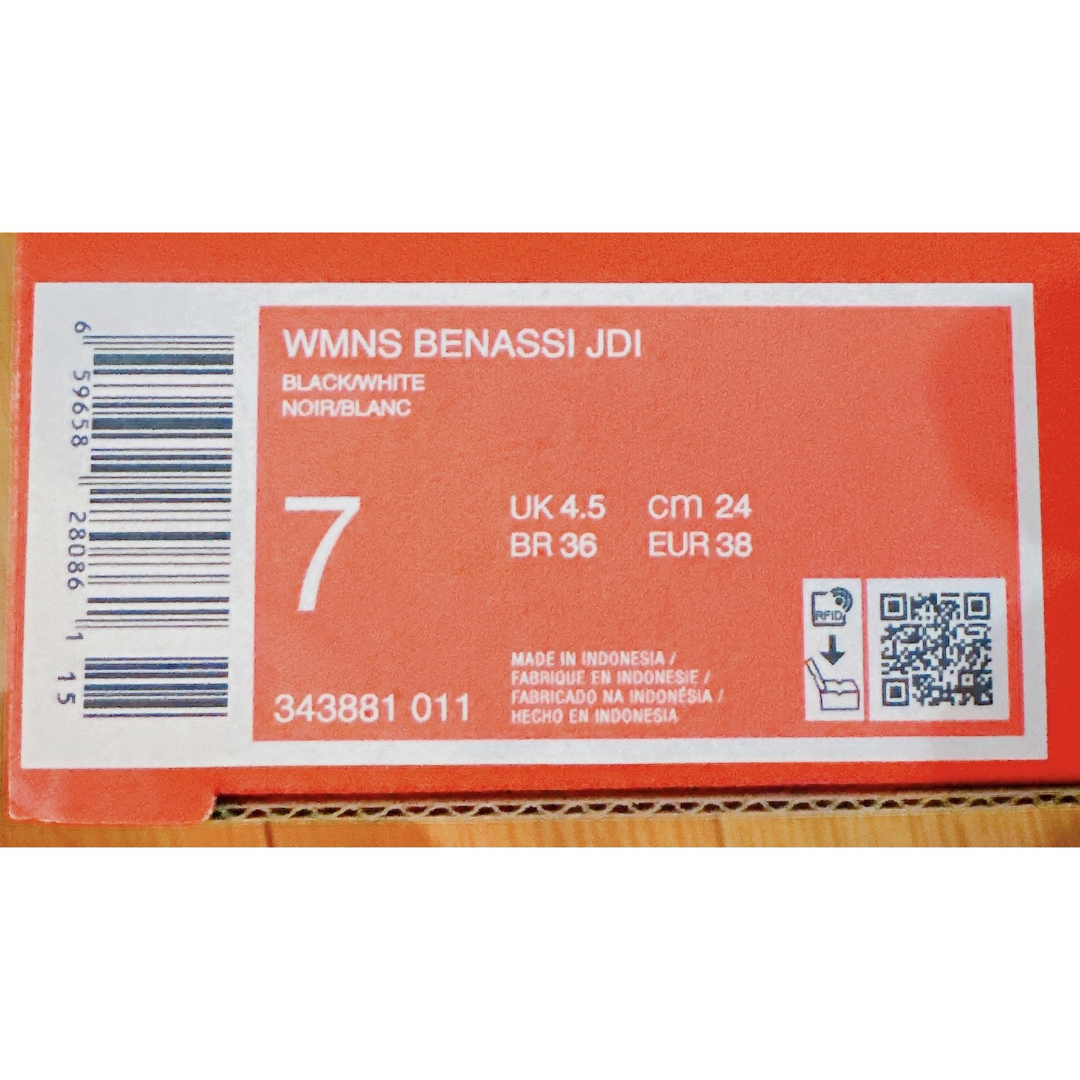 WMNS BENASSI JDI
BLACK/WHITE
NOIR/BLANC
7
UK 4.5 cm 24
BR 36 EUR 38
343881 011
MADE IN INDONESIA /
FABRIQUE EN INDONESIE /
FABRICADO NA INDONÉSIA /
HECHO EN INDONESIA
RFID
6 59658 28086 1 15